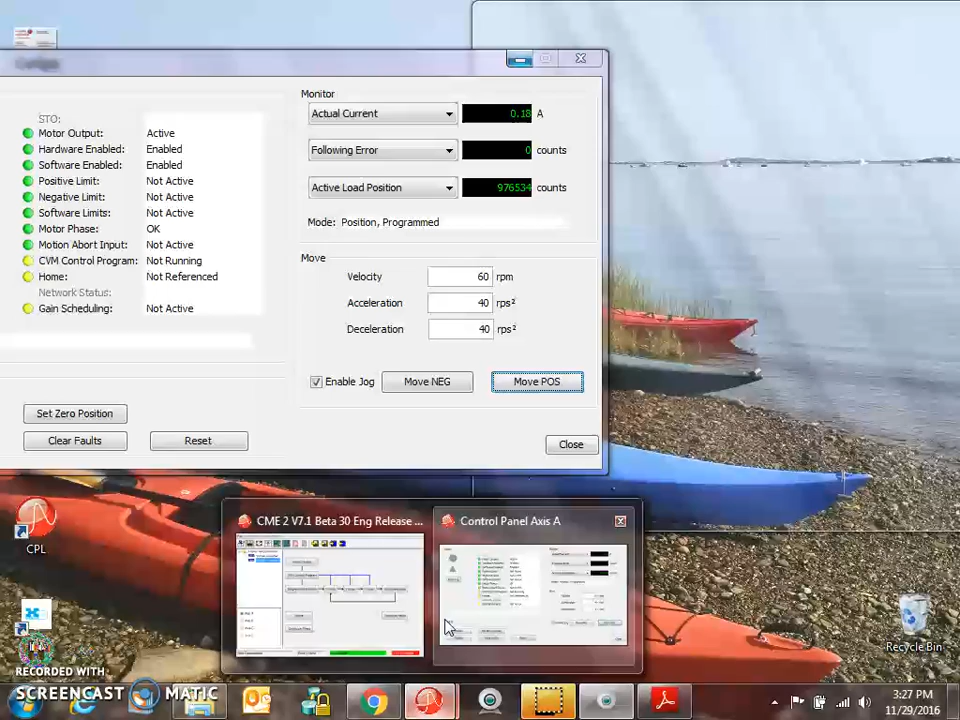 Monitor
STO:
Actual Current 0.18 A
Motor Output: Active
Hardware Enabled: Enabled
Following Error 0 counts
Software Enabled: Enabled
Positive Limit: Not Active
Active Load Position 976534 counts
Negative Limit: Not Active
Software Limits: Not Active
Mode: Position, Programmed
Motor Phase: OK
Motion Abort Input: Not Active
CVM Control Program: Not Running
Move
Home: Not Referenced
Velocity 60 rpm
Network Status:
Acceleration 40 rps²
Gain Scheduling: Not Active
Deceleration 40 rps²
Enable Jog Move NEG Move POS
Set Zero Position
Clear Faults Reset
Close
CME 2 V7.1 Beta 30 Eng Release ...
Control Panel Axis A
CPL
Recycle Bin
RECORDED WITH
SCREENCAST MATIC
3:27 PM
11/29/2016